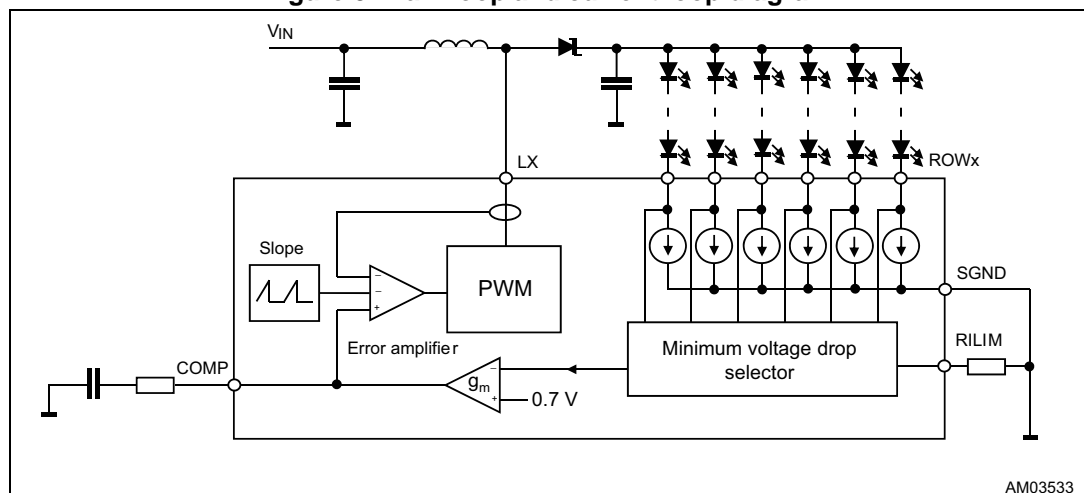 VIN
LX
ROWx
Slope
PWM
SGND
Minimum voltage drop
selector
RILIM
Error amplifier
COMP
gm
0.7 V
AM03533